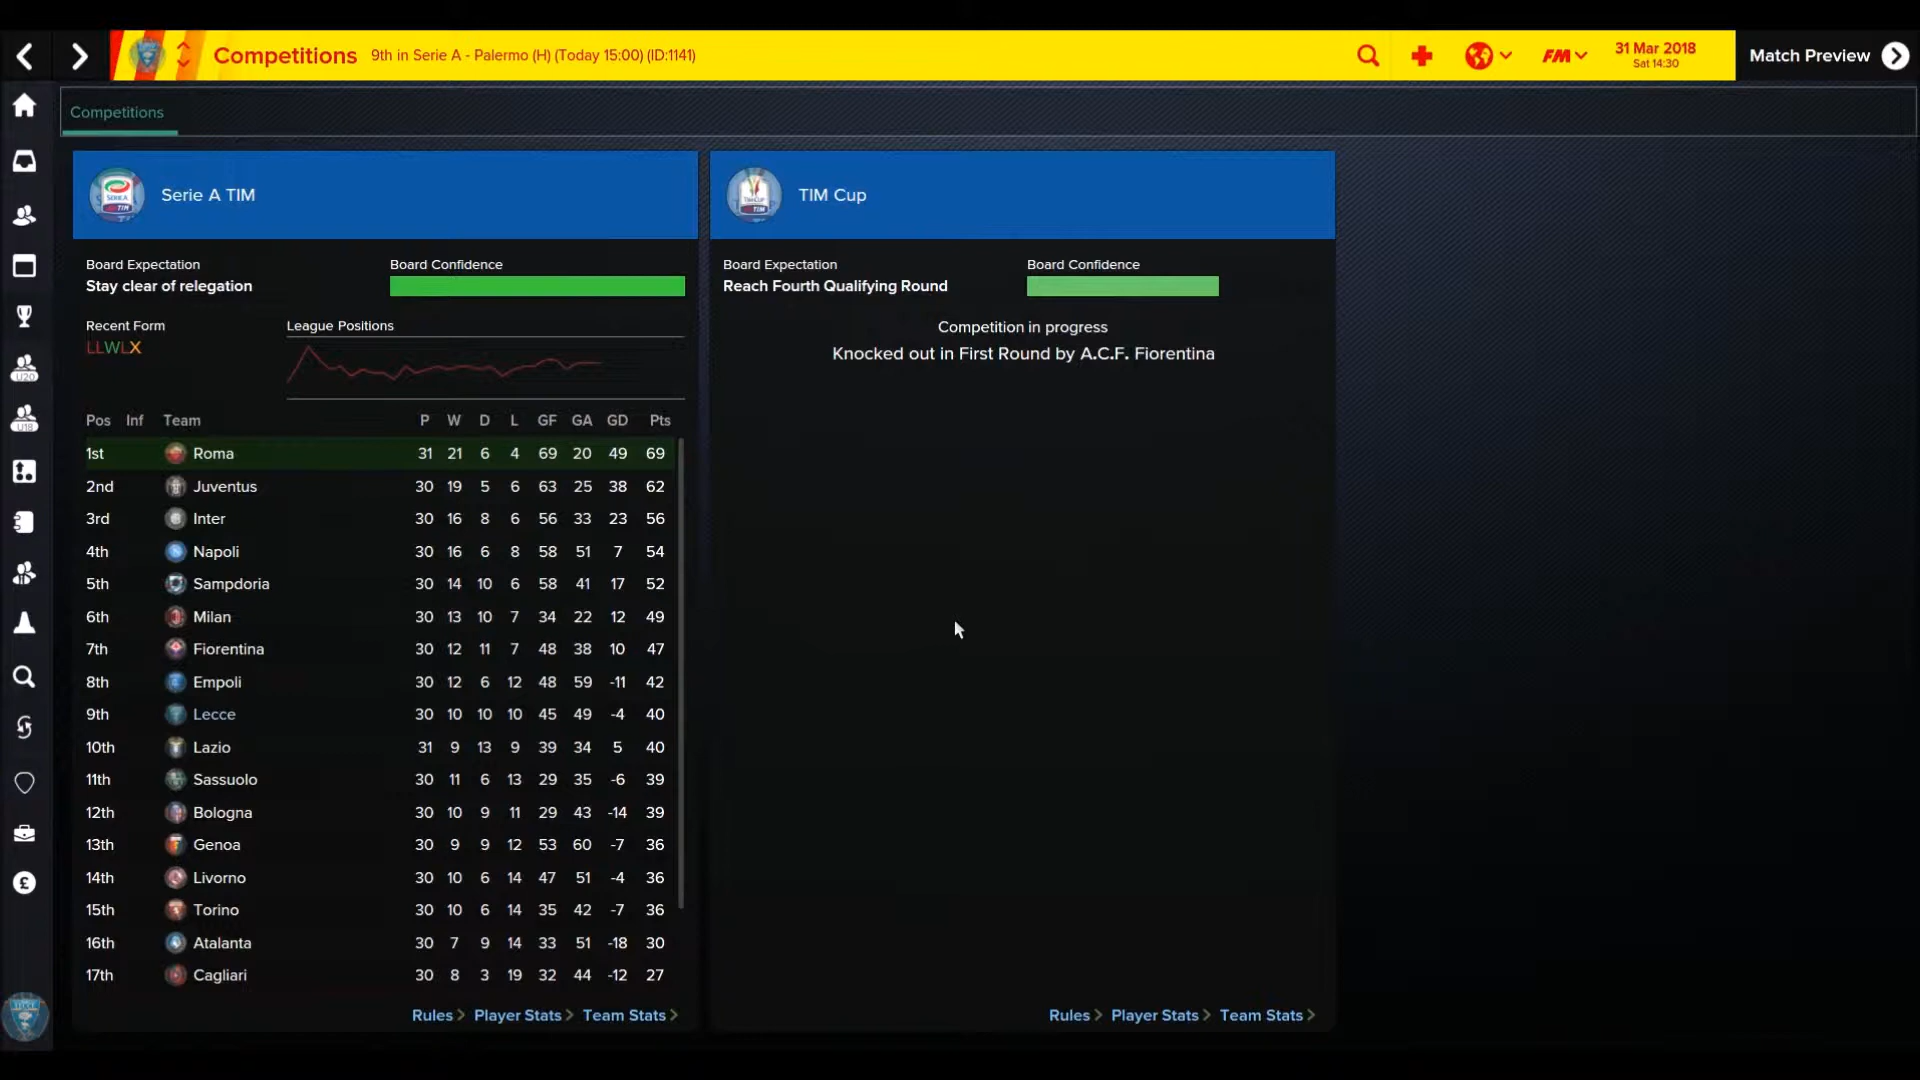 Competitions 9th in Serie A - Palermo (H) (Today 15:00) (ID:1141) FM 31 Mar 2018 Match Preview
Sat 14:30
Competitions
Serie A TIM
Board Expectation Board Confidence
Stay clear of relegation
Recent Form League Positions
LLWLX
Pos Inf Team P W D L GF GA GD Pts
1st Roma 31 21 6 4 69 20 49 69
2nd Juventus 30 19 5 6 63 25 38 62
3rd Inter 30 16 8 6 56 33 23 56
4th Napoli 30 16 6 8 58 51 7 54
5th Sampdoria 30 14 10 6 58 41 17 52
6th Milan 30 13 10 7 34 22 12 49
7th Fiorentina 30 12 11 7 48 38 10 47
8th Empoli 30 12 6 12 48 59 -11 42
9th Lecce 30 10 10 10 45 49 -4 40
10th Lazio 31 9 13 9 39 34 5 40
11th Sassuolo 30 11 6 13 29 35 -6 39
12th Bologna 30 10 9 11 29 43 -14 39
13th Genoa 30 9 9 12 53 60 -7 36
14th Livorno 30 10 6 14 47 51 -4 36
15th Torino 30 10 6 14 35 42 -7 36
16th Atalanta 30 7 9 14 33 51 -18 30
17th Cagliari 30 8 3 19 32 44 -12 27
Rules Player Stats Team Stats
TIM Cup
Board Expectation Board Confidence
Reach Fourth Qualifying Round
Competition in progress
Knocked out in First Round by A.C.F. Fiorentina
Rules Player Stats Team Stats
U20
U18